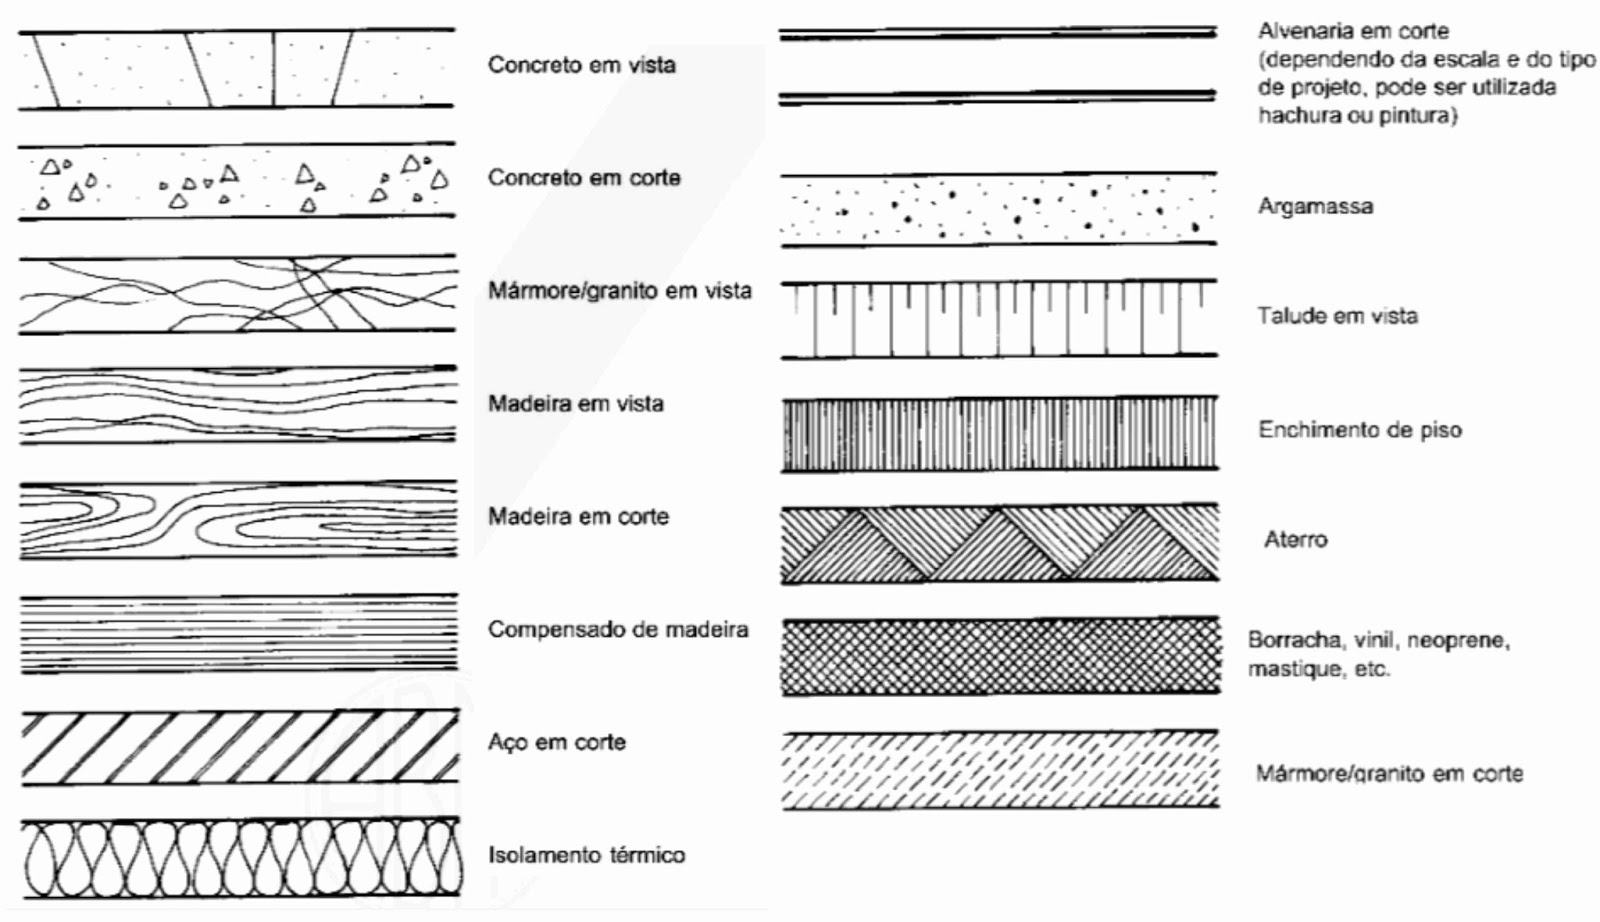 Concreto em vista
Concreto em corte
Mármore/granito em vista
Madeira em vista
Madeira em corte
Compensado de madeira
Aço em corte
Isolamento térmico
Alvenaria em corte
(dependendo da escala e do tipo
de projeto, pode ser utilizada
hachura ou pintura)
Argamassa
Talude em vista
Enchimento de piso
Aterro
Borracha, vinil, neoprene,
mastique, etc.
Mármore/granito em corte